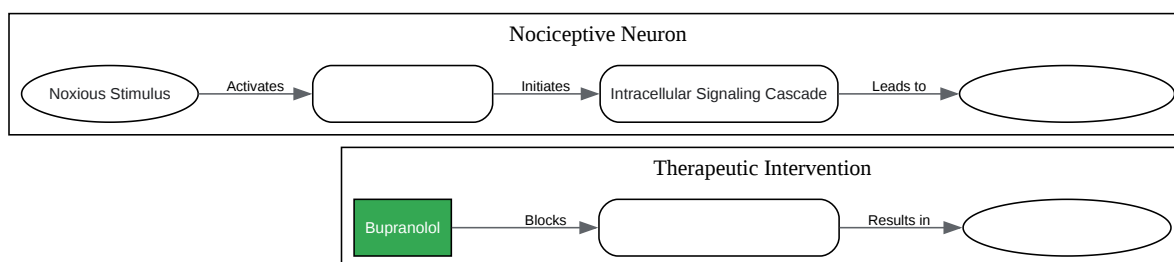 Nociceptive Neuron
Noxious Stimulus
Activates
Initiates
Intracellular Signaling Cascade
Leads to
Therapeutic Intervention
Bupranolol
Blocks
Results in